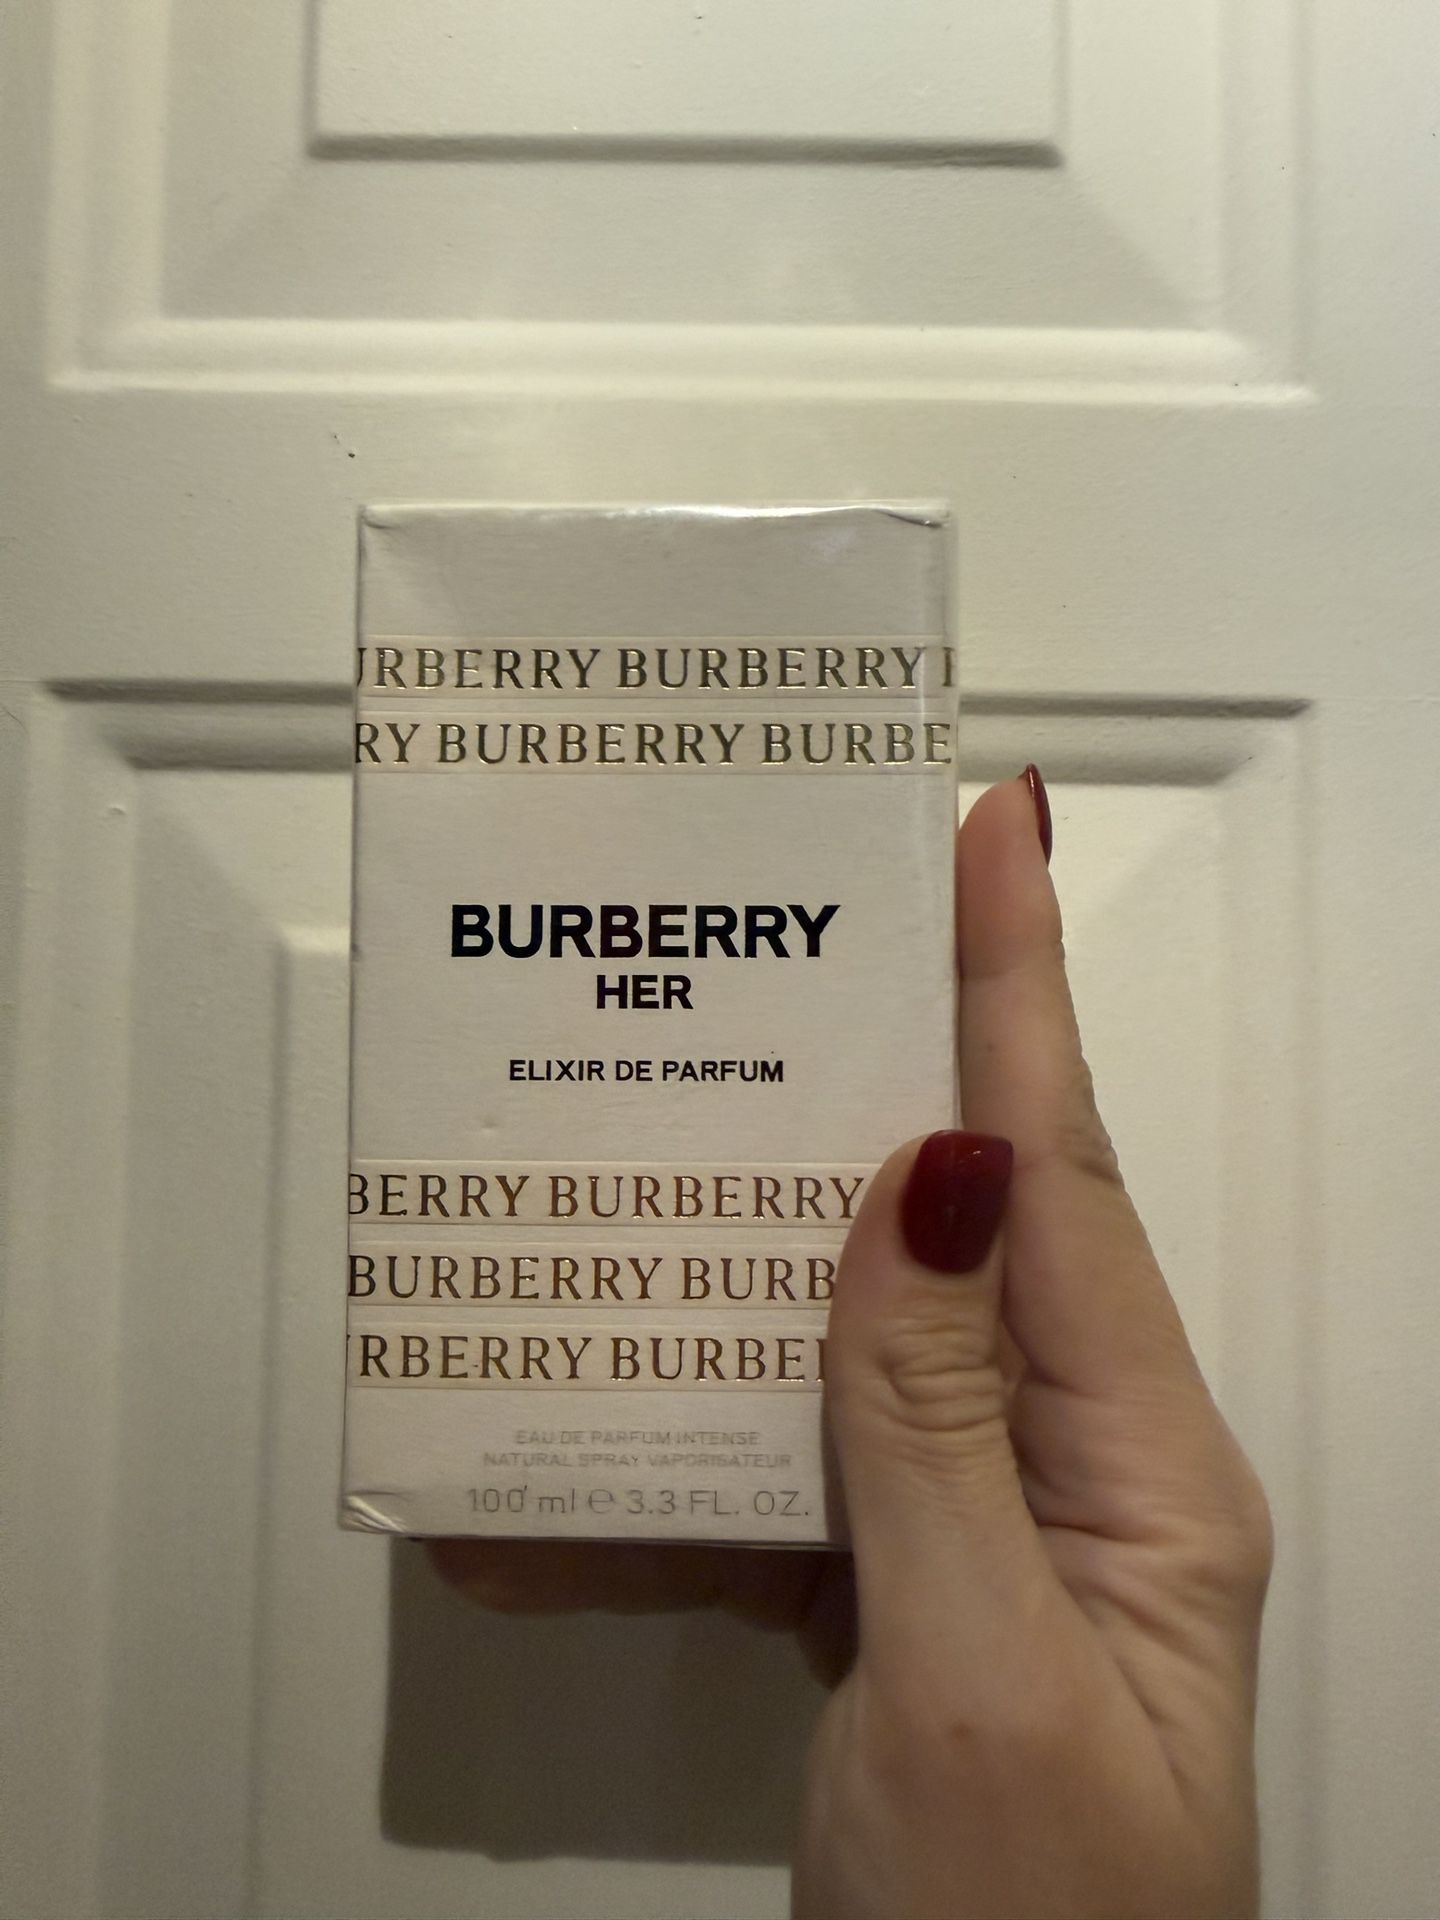 URBERRY BURBERRY
RY BURBERRY BURBE
BURBERRY
HER
ELIXIR DE PARFUM
BERRY BURBERRY
BURBERRY BURB
RBERRY BURBE
EAU DE PARFUM INTENSE
NATURAL SPRAY VAPORISATEUR
100 ml ℮ 3.3 FL. OZ.